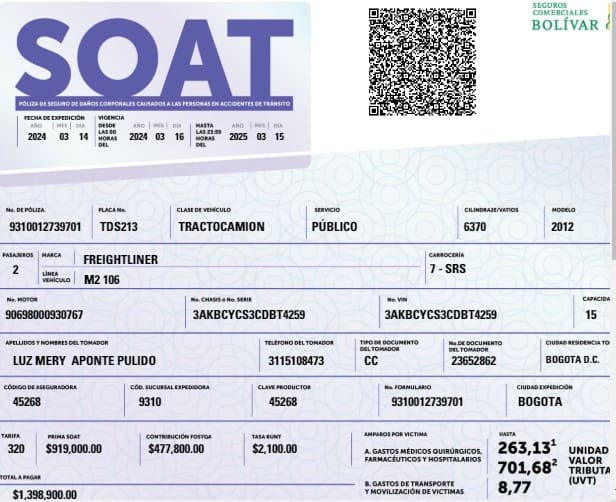 SEGUROS
COMERCIALES
BOLÍVAR
SOAT
PÓLIZA DE SEGURO DE DAÑOS CORPORALES CAUSADOS A LAS PERSONAS EN ACCIDENTES DE TRÁNSITO
FECHA DE EXPEDICIÓN VIGENCIA
AÑO MES DÍA DESDE LAS 00 HORAS DEL AÑO MES DÍA HASTA LAS 23:59 HORAS DEL AÑO MES DÍA
2024 03 14 2024 03 16 2025 03 15
No. DE PÓLIZA. PLACA No. CLASE DE VEHÍCULO SERVICIO CILINDRAJE/VATIOS MODELO
9310012739701 TDS213 TRACTOCAMION PÚBLICO 6370 2012
PASAJEROS MARCA FREIGHTLINER CARROCERÍA
2 LÍNEA VEHÍCULO M2 106 7 - SRS
No. MOTOR No. CHASIS ó No. SERIE No. VIN CAPACIDA
90698000930767 3AKBCYCS3CDBT4259 3AKBCYCS3CDBT4259 15
APELLIDOS Y NOMBRES DEL TOMADOR TELÉFONO DEL TOMADOR TIPO DE DOCUMENTO DEL TOMADOR No. DE DOCUMENTO DEL TOMADOR CIUDAD RESIDENCIA TO
LUZ MERY APONTE PULIDO 3115108473 CC 23652862 BOGOTA D.C.
CÓDIGO DE ASEGURADORA CÓD. SUCURSAL EXPEDIDORA CLAVE PRODUCTOR No. FORMULARIO CIUDAD EXPEDICIÓN
45268 9310 45268 9310012739701 BOGOTA
TARIFA PRIMA SOAT CONTRIBUCIÓN FOSYGA TASA RUNT AMPAROS POR VICTIMA HASTA
320 $919,000.00 $477,800.00 $2,100.00
A. GASTOS MÉDICOS QUIRÚRGICOS, FARMACÉUTICOS Y HOSPITALARIOS
263,13¹
701,68²
B. GASTOS DE TRANSPORTE Y MOVILIZACIÓN DE VICTIMAS
8,77
UNIDAD
VALOR
TRIBUTA
(UVT)
TOTAL A PAGAR
$1,398,900.00